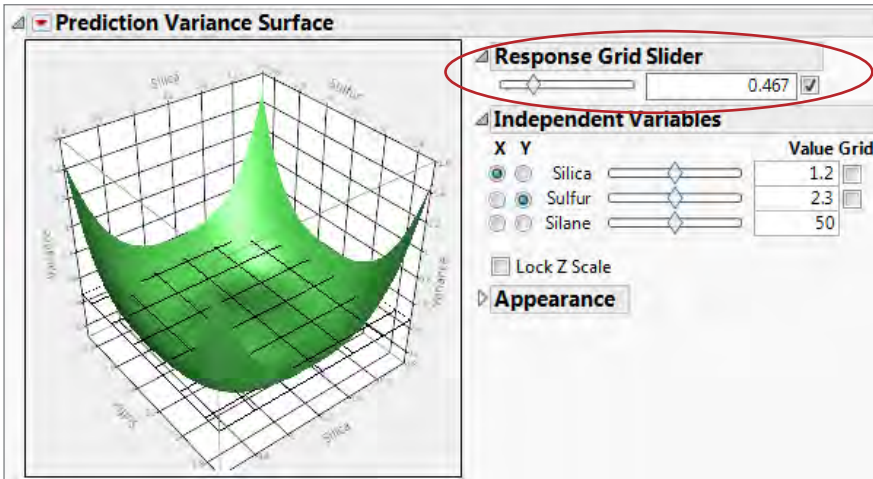 Prediction Variance Surface
Silica
Sulfur
Variance
Variance
Sulfur
Silica
Response Grid Slider
0.467
Independent Variables
X Y Value Grid
Silica 1.2
Sulfur 2.3
Silane 50
Lock Z Scale
Appearance